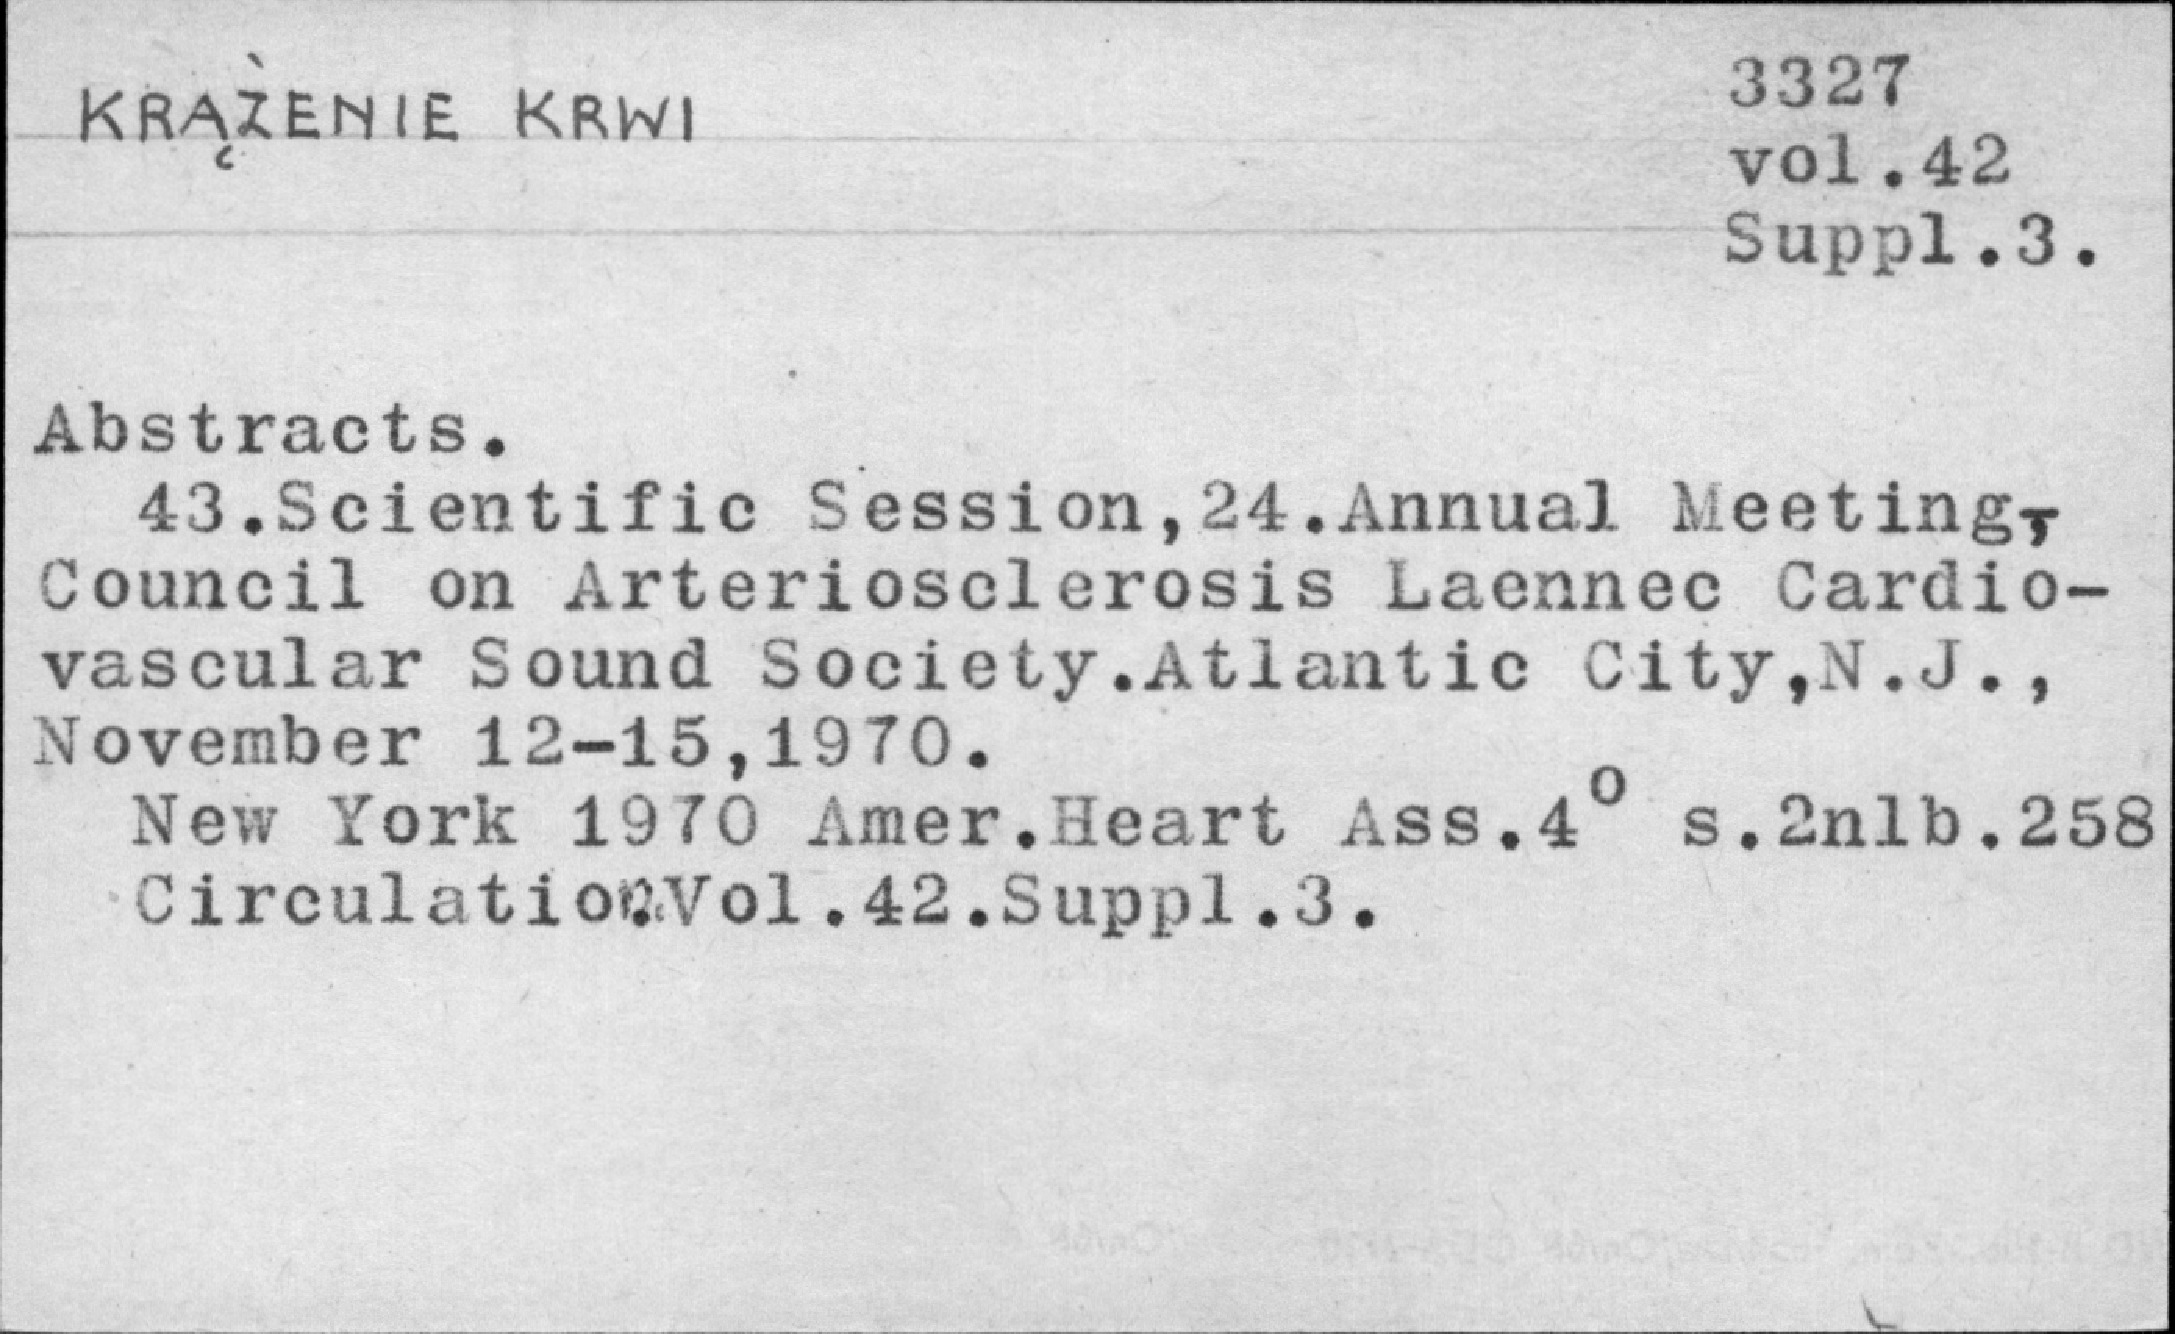 KRĄŻENIE KRWI
3327
vol.42
Suppl.3.
Abstracts.
43.Scientific Session,24.Annual Meeting,
Council on Arteriosclerosis Laennec Cardio-
vascular Sound Society.Atlantic City,N.J.,
November 12-15,1970.
New York 1970 Amer.Heart Ass.4° s.2nlb.258
Circulation.Vol.42.Suppl.3.